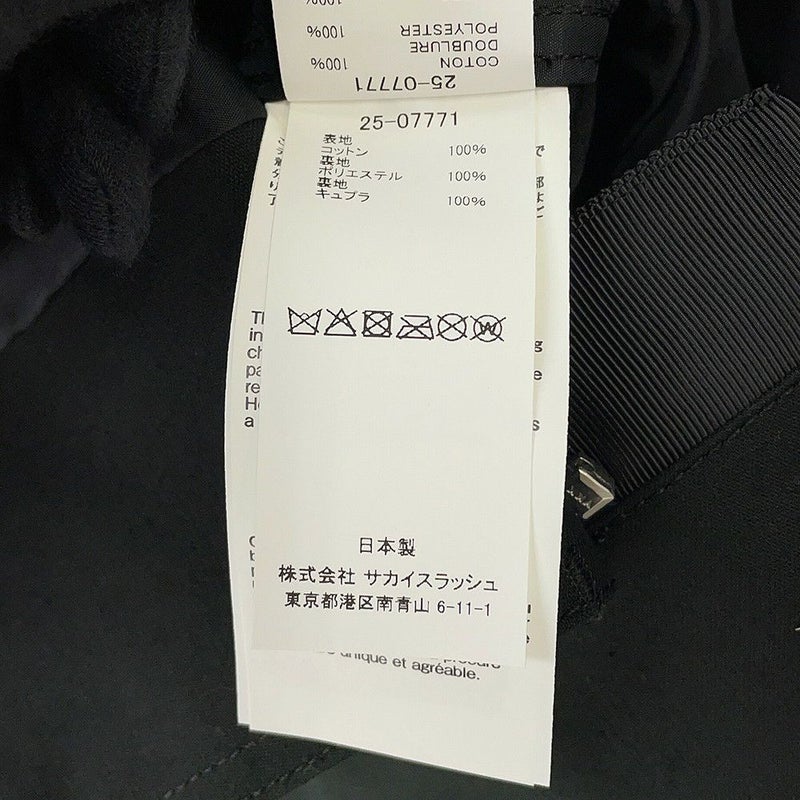 100%
POLYESTER 100%
DOUBLURE
COTON 100%
25-07771
25-07771
表地
コットン 100%
裏地
ポリエステル 100%
裏地
キュプラ 100%
日本製
株式会社 サカイスラッシュ
東京都港区南青山 6-11-1
unique et agréable.